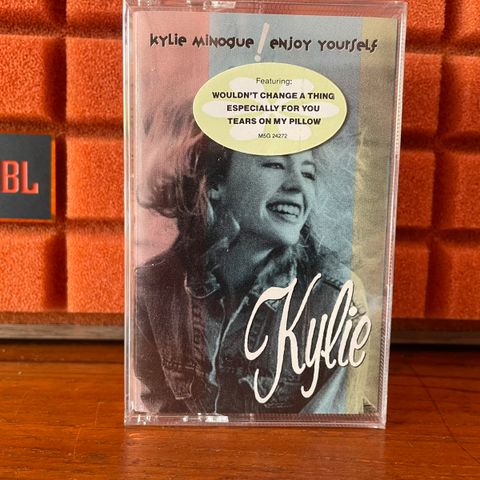 kylie minogue ! enjoy yourself
Featuring:
WOULDN'T CHANGE A THING
ESPECIALLY FOR YOU
TEARS ON MY PILLOW
M5G 24272
BL
Kylie